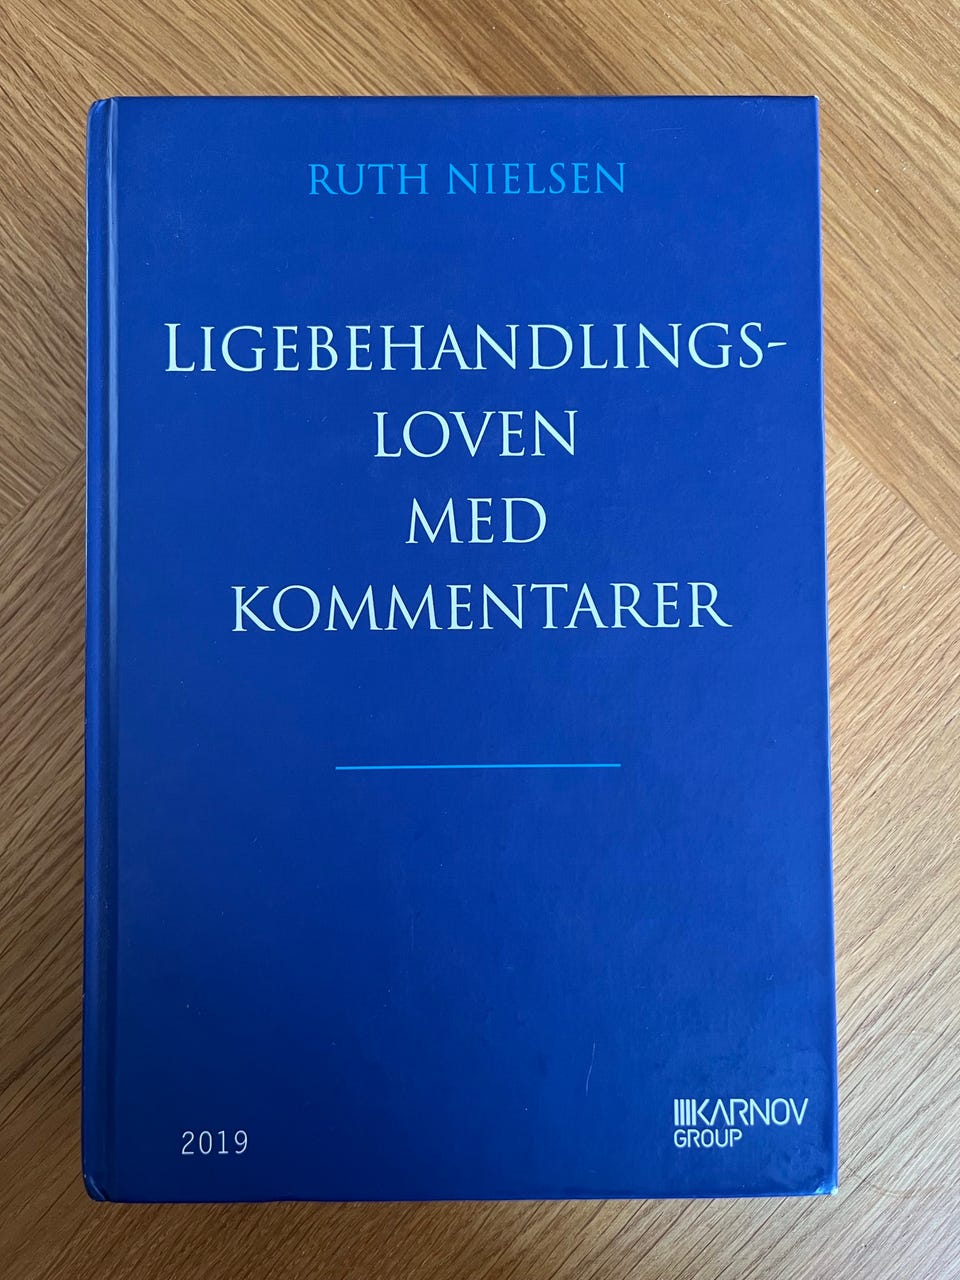 RUTH NIELSEN
LIGEBEHANDLINGS-
LOVEN
MED
KOMMENTARER
2019
KARNOV
GROUP